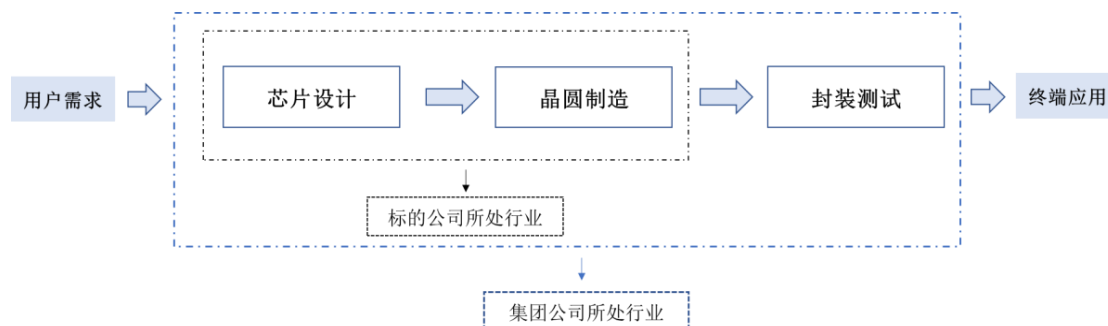 用户需求
芯片设计
晶圆制造
封装测试
终端应用
标的公司所处行业
集团公司所处行业